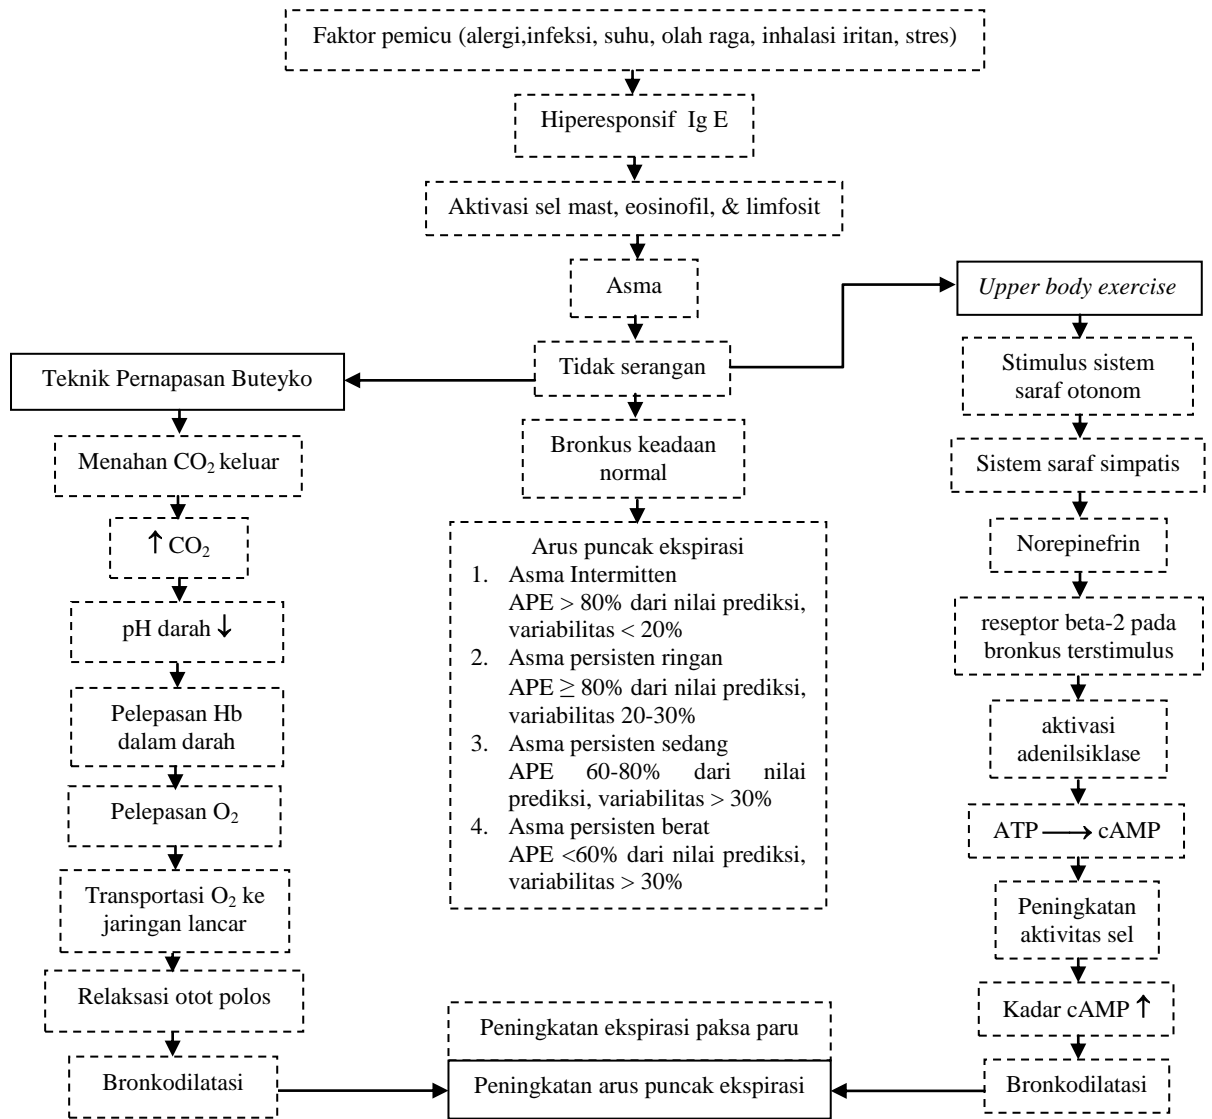 Faktor pemicu (alergi,infeksi, suhu, olah raga, inhalasi iritan, stres)
Hiperesponsif Ig E
Aktivasi sel mast, eosinofil, & limfosit
Asma
Tidak serangan
Teknik Pernapasan Buteyko
Menahan CO₂ keluar
↑ CO₂
pH darah ↓
Pelepasan Hb
dalam darah
Pelepasan O₂
Transportasi O₂ ke
jaringan lancar
Relaksasi otot polos
Bronkodilatasi
Bronkus keadaan
normal
Arus puncak ekspirasi
1. Asma Intermitten
APE > 80% dari nilai prediksi,
variabilitas < 20%
2. Asma persisten ringan
APE ≥ 80% dari nilai prediksi,
variabilitas 20-30%
3. Asma persisten sedang
APE 60-80% dari nilai
prediksi, variabilitas > 30%
4. Asma persisten berat
APE <60% dari nilai prediksi,
variabilitas > 30%
Peningkatan ekspirasi paksa paru
Peningkatan arus puncak ekspirasi
Upper body exercise
Stimulus sistem
saraf otonom
Sistem saraf simpatis
Norepinefrin
reseptor beta-2 pada
bronkus terstimulus
aktivasi
adenilsiklase
ATP ⟶ cAMP
Peningkatan
aktivitas sel
Kadar cAMP ↑
Bronkodilatasi